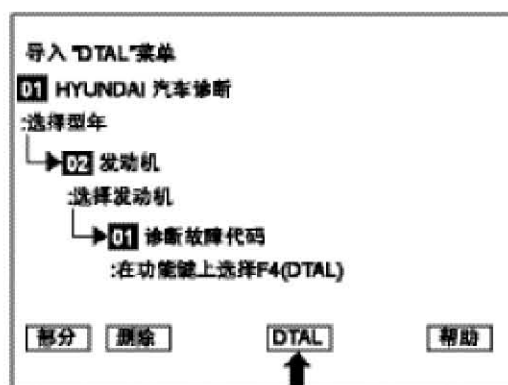 导入"DTAL"菜单
01 HYUNDAI 汽车诊断
:选择型年
02 发动机
:选择发动机
01 诊断故障代码
:在功能键上选择F4(DTAL)
部分 删除 DTAL 帮助